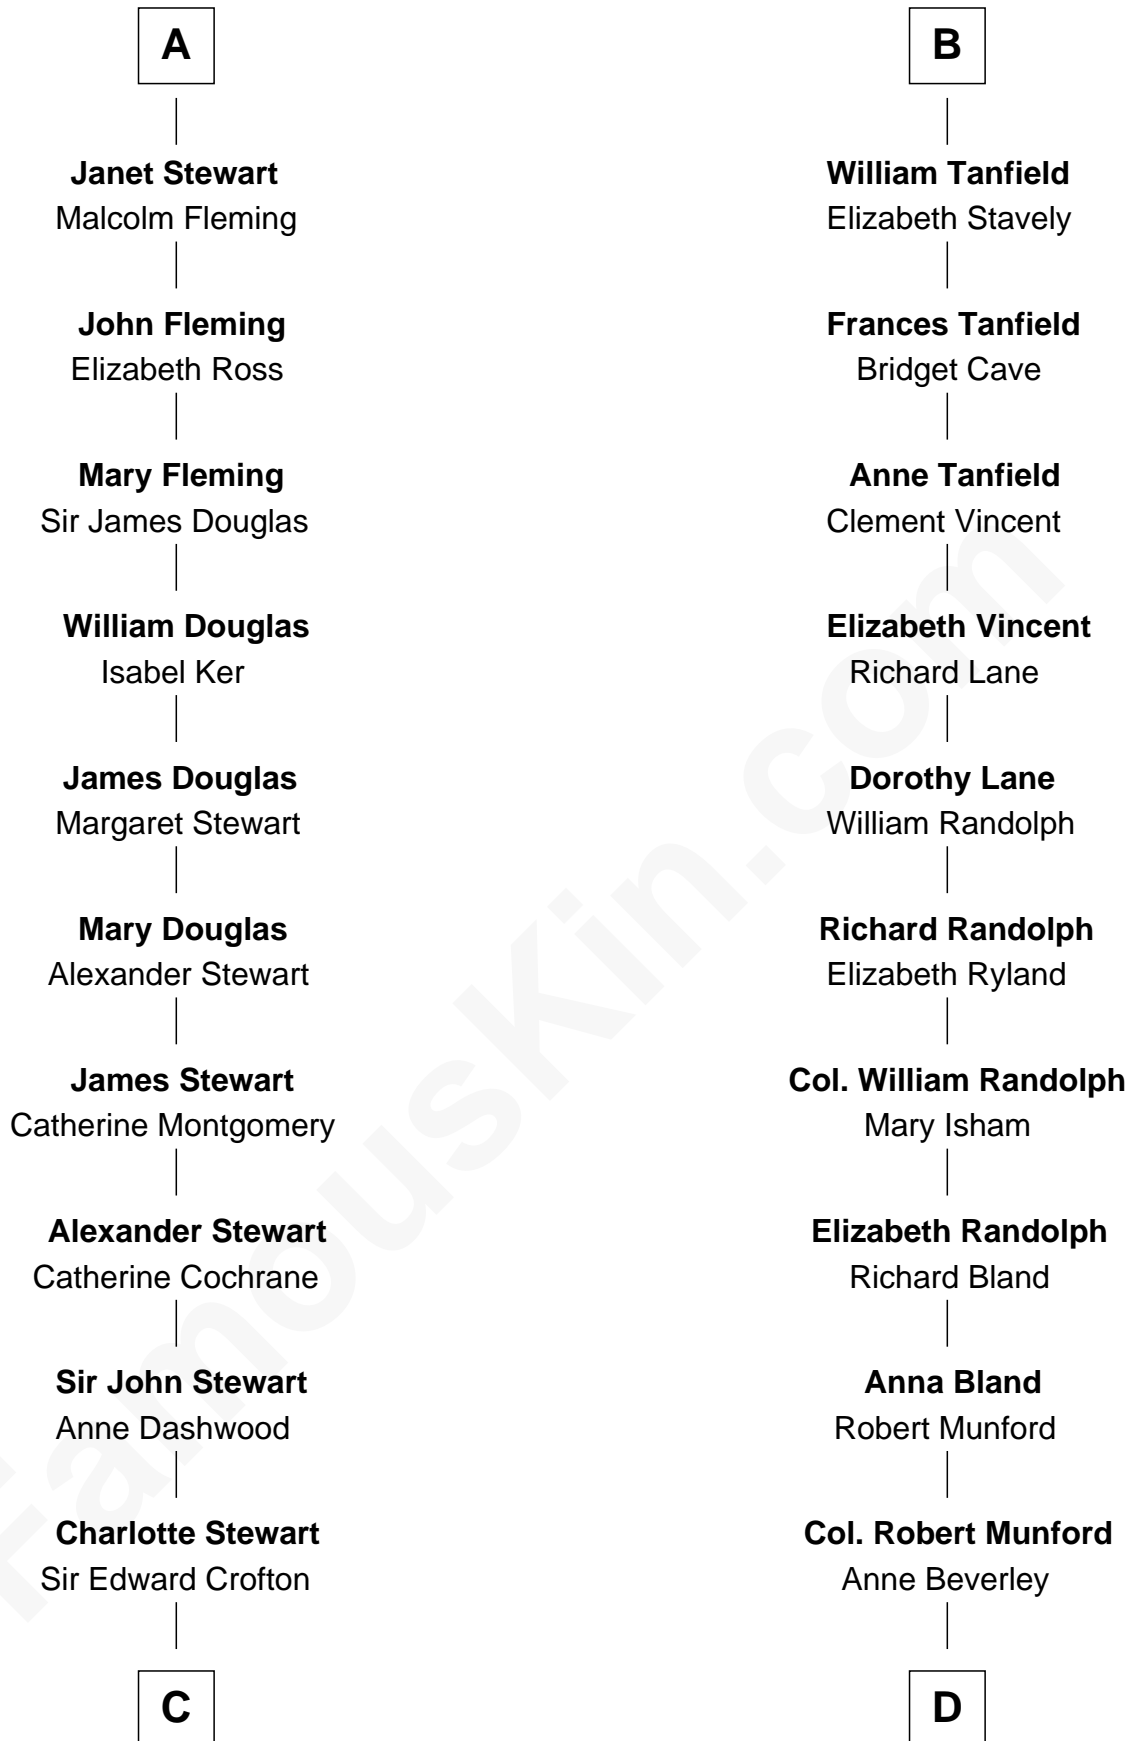 A
Janet Stewart
Malcolm Fleming
John Fleming
Elizabeth Ross
Mary Fleming
Sir James Douglas
William Douglas
Isabel Ker
James Douglas
Margaret Stewart
Mary Douglas
Alexander Stewart
James Stewart
Catherine Montgomery
Alexander Stewart
Catherine Cochrane
Sir John Stewart
Anne Dashwood
Charlotte Stewart
Sir Edward Crofton
C
B
William Tanfield
Elizabeth Stavely
Frances Tanfield
Bridget Cave
Anne Tanfield
Clement Vincent
Elizabeth Vincent
Richard Lane
Dorothy Lane
William Randolph
Richard Randolph
Elizabeth Ryland
Col. William Randolph
Mary Isham
Elizabeth Randolph
Richard Bland
Anna Bland
Robert Munford
Col. Robert Munford
Anne Beverley
D
FamousKin.com